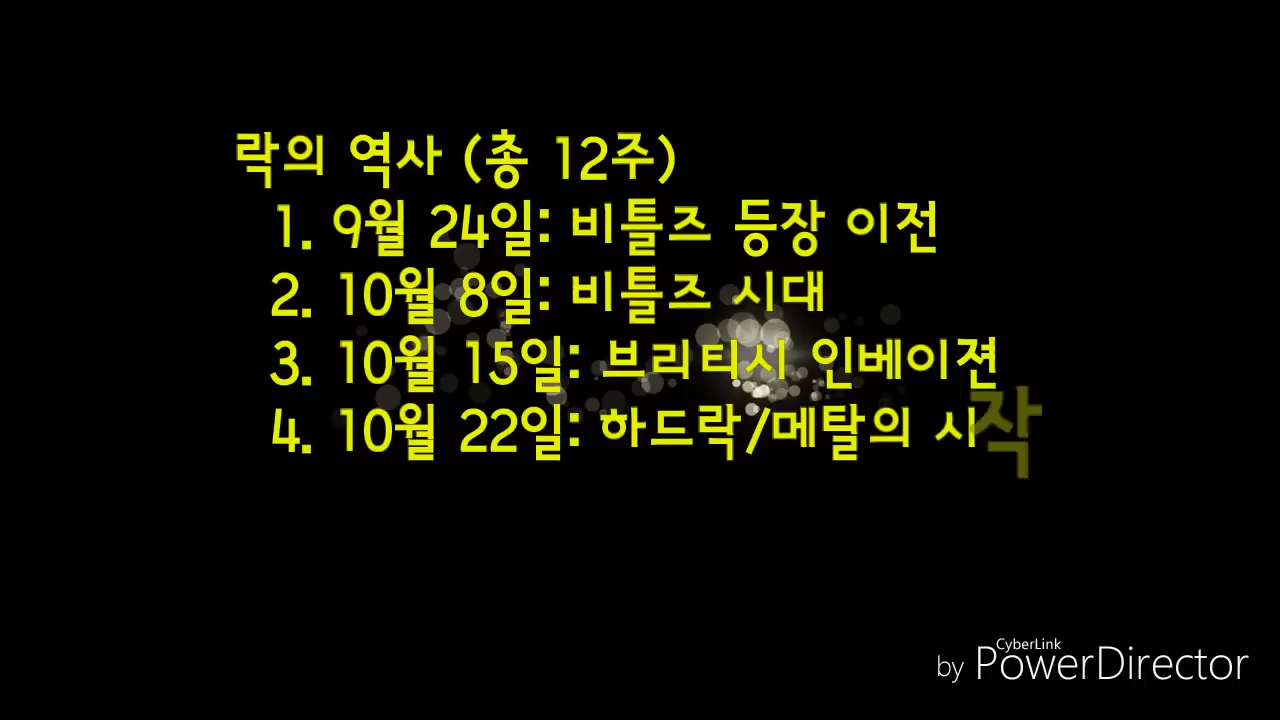 락의 역사 (총 12주)
1. 9월 24일: 비틀즈 등장 이전
2. 10월 8일: 비틀즈 시대
3. 10월 15일: 브리티시 인베이젼
4. 10월 22일: 하드락/메탈의 시작
CyberLink
by PowerDirector